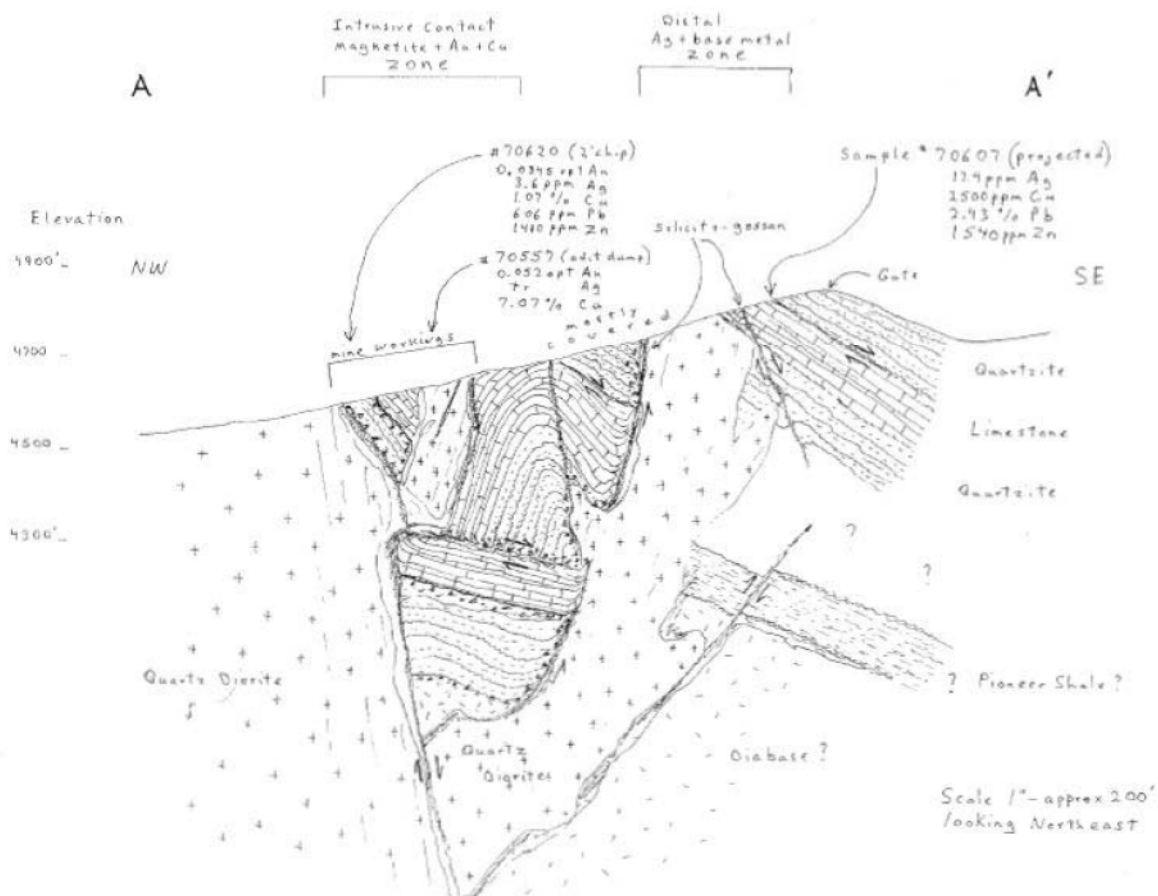 Intrusive Contact
Magnetite + Au + Cu
Zone
Distal
Ag + base metal
Zone
A
A'
#70620 (2' chip)
0.0345 opt Au
3.6 ppm Ag
1.07 % Cu
606 ppm Pb
1480 ppm Zn
Sample # 70607 (projected)
17.4 ppm Ag
2500 ppm Cu
2.43 % Pb
1540 ppm Zn
Elevation
Silicite-gossan
4900'
NW
# 70557 (adit dump)
0.052 opt Au
tr Ag
7.07 % Cu
Gate
SE
mostly
covered
4700
mine workings
Quartzite
4500
Limestone
Quartzite
4300'
?
?
Quartz Diorite
? Pioneer Shale ?
Quartz
Diorites
Diabase ?
Scale 1" - approx 200'
looking Northeast